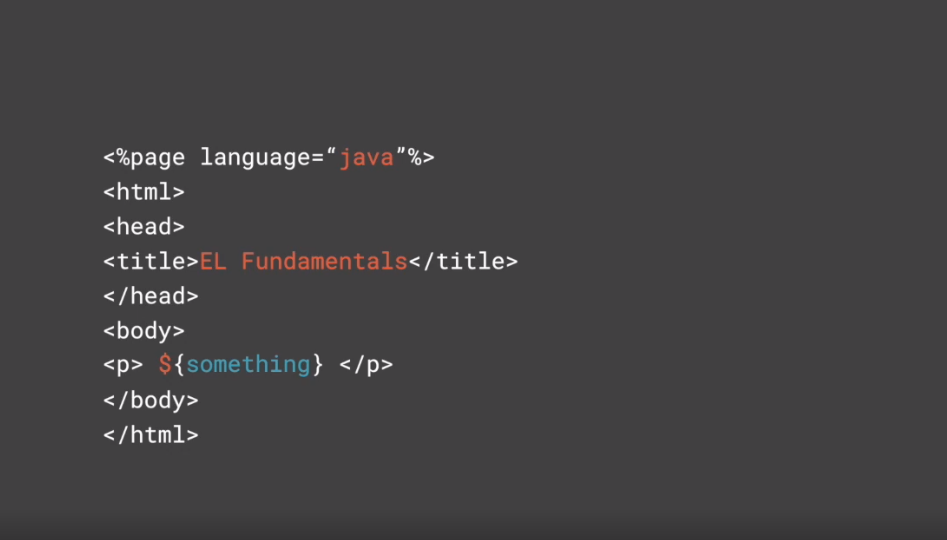 <%page language=“java”%>
<html>
<head>
<title>EL Fundamentals</title>
</head>
<body>
<p> ${something} </p>
</body>
</html>